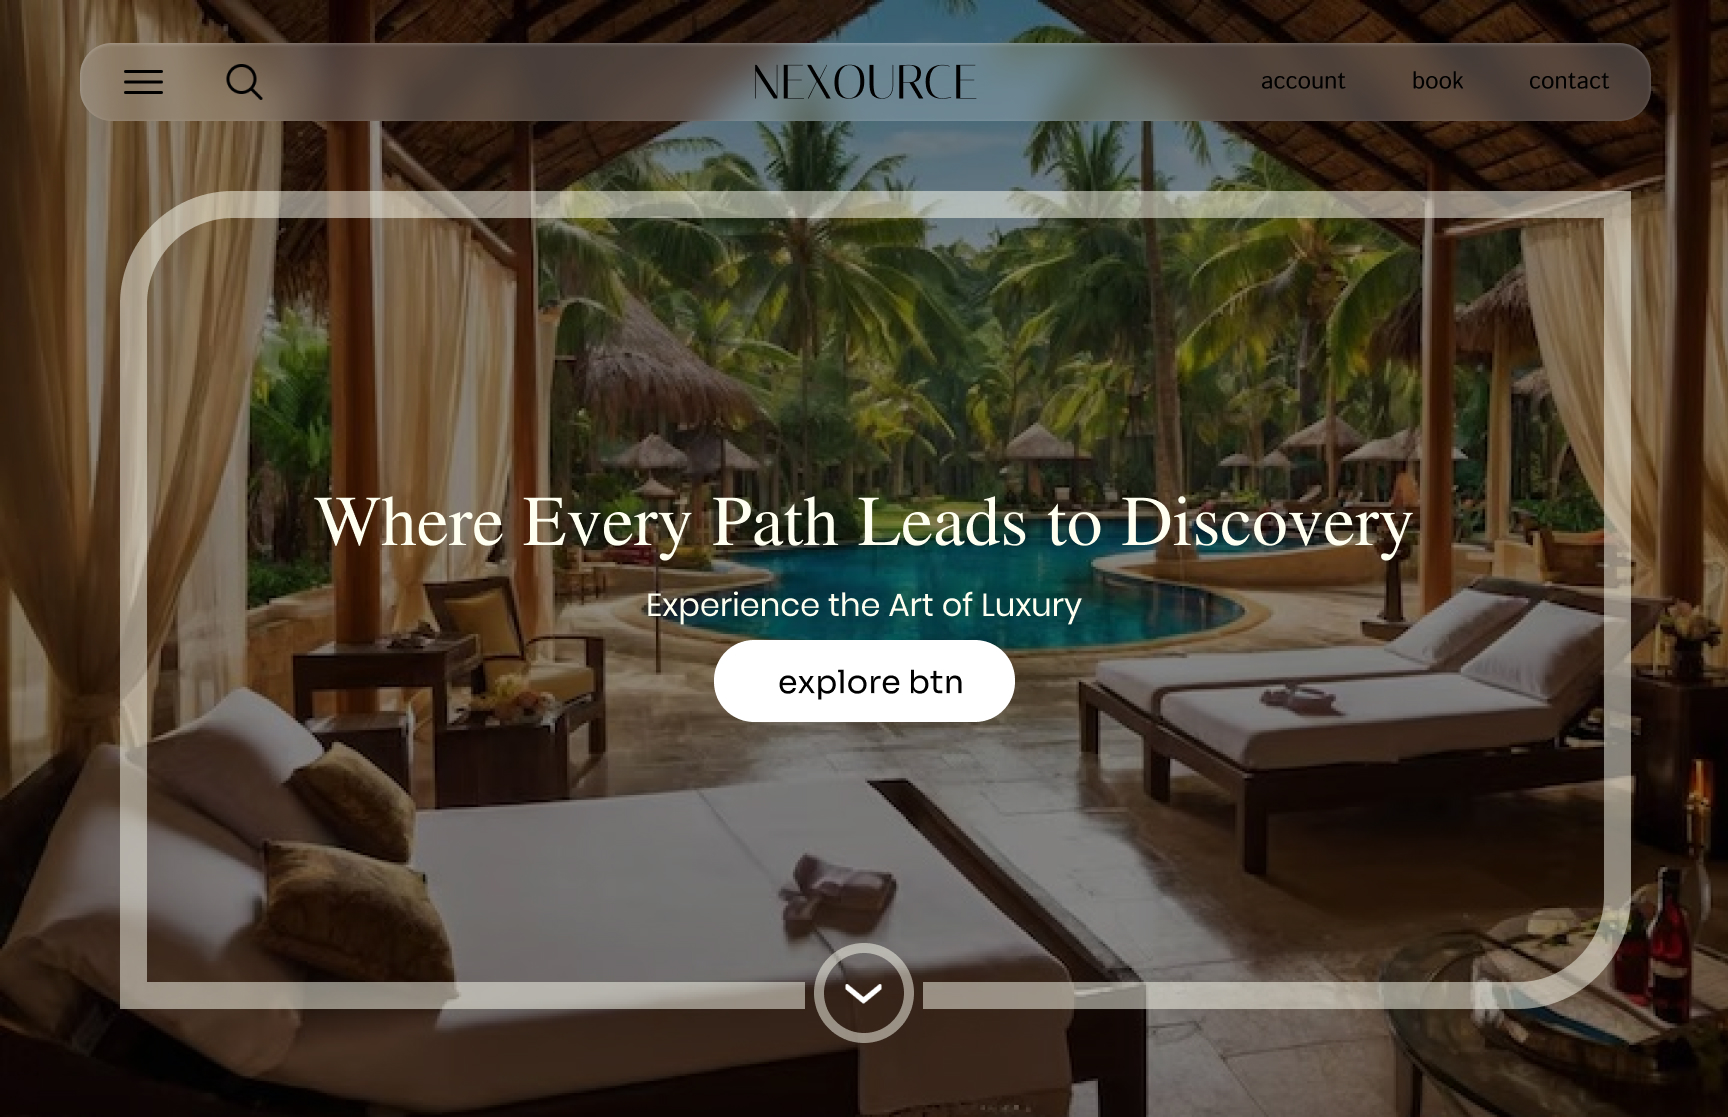 NEXOURCE
account book contact
Where Every Path Leads to Discovery
Experience the Art of Luxury
explore btn